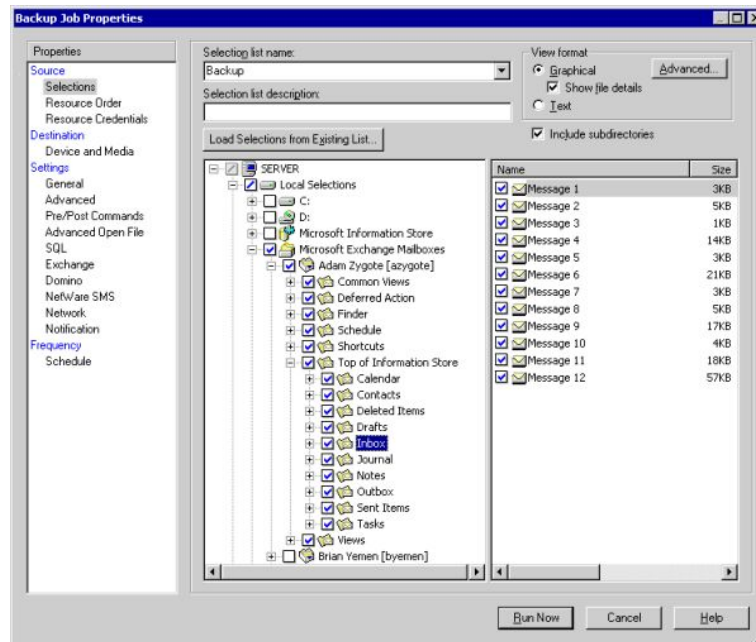 Backup Job Properties
Properties
Source
Selections
Resource Order
Resource Credentials
Destination
Device and Media
Settings
General
Advanced
Pre/Post Commands
Advanced Open File
SQL
Exchange
Domino
NetWare SMS
Network
Notification
Frequency
Schedule
Selection list name:
Backup
Selection list description:
Load Selections from Existing List...
View format
Graphical
Advanced...
Show file details
Text
Include subdirectories
SERVER
Local Selections
C:
D:
Microsoft Information Store
Microsoft Exchange Mailboxes
Adam Zygote [azygote]
Common Views
Deferred Action
Finder
Schedule
Shortcuts
Top of Information Store
Calendar
Contacts
Deleted Items
Drafts
Inbox
Journal
Notes
Outbox
Sent Items
Tasks
Views
Brian Yemen [byemen]
Name Size
Message 1 3KB
Message 2 5KB
Message 3 1KB
Message 4 14KB
Message 5 3KB
Message 6 21KB
Message 7 3KB
Message 8 5KB
Message 9 17KB
Message 10 4KB
Message 11 18KB
Message 12 57KB
Run Now Cancel Help